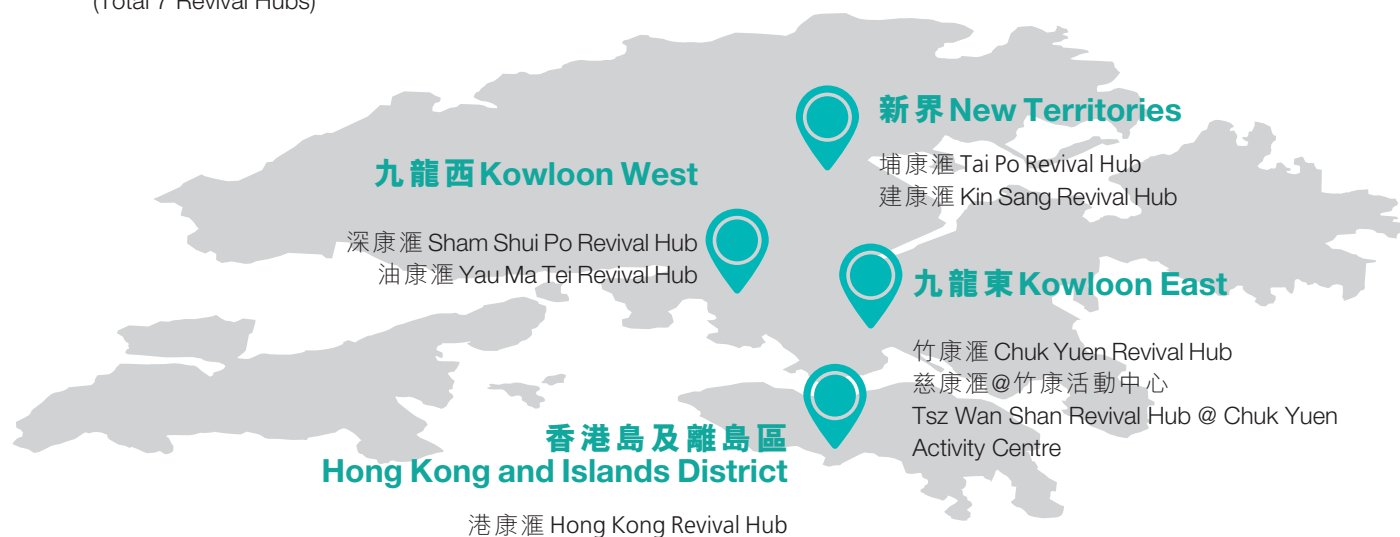 (Total 7 Revival Hubs)
新界 New Territories
埔康滙 Tai Po Revival Hub
建康滙 Kin Sang Revival Hub
九龍西 Kowloon West
深康滙 Sham Shui Po Revival Hub
油康滙 Yau Ma Tei Revival Hub
九龍東 Kowloon East
竹康滙 Chuk Yuen Revival Hub
慈康滙@竹康活動中心
Tsz Wan Shan Revival Hub @ Chuk Yuen
Activity Centre
香港島及離島區
Hong Kong and Islands District
港康滙 Hong Kong Revival Hub